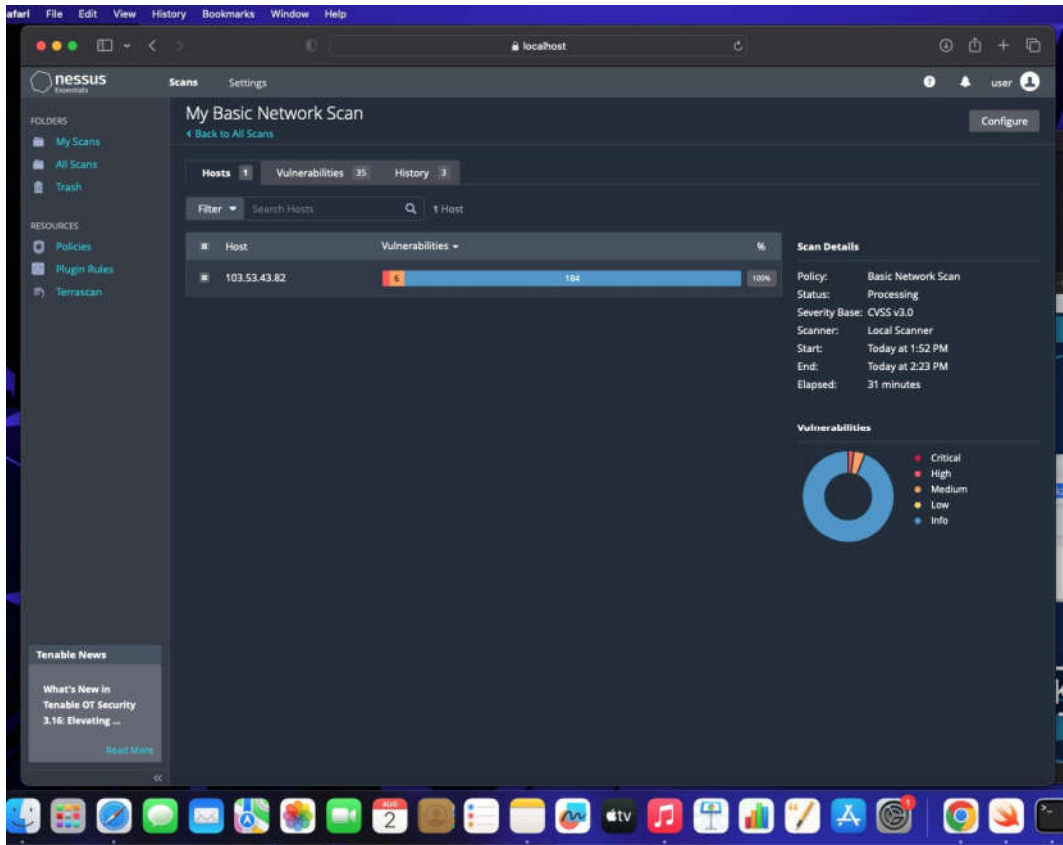 afari File Edit View History Bookmarks Window Help
localhost
nessus
Essentials
Scans Settings
user
FOLDERS
My Scans
All Scans
Trash
RESOURCES
Policies
Plugin Rules
Terrascan
Tenable News
What's New in
Tenable OT Security
3.16: Elevating ...
Read More
My Basic Network Scan
Back to All Scans
Configure
Hosts 1 Vulnerabilities 35 History 3
Filter Search Hosts 1 Host
Host Vulnerabilities %
103.53.43.82 6 184 100%
Scan Details
Policy: Basic Network Scan
Status: Processing
Severity Base: CVSS v3.0
Scanner: Local Scanner
Start: Today at 1:52 PM
End: Today at 2:23 PM
Elapsed: 31 minutes
Vulnerabilities
Critical
High
Medium
Low
Info
AUG
2
tv
1